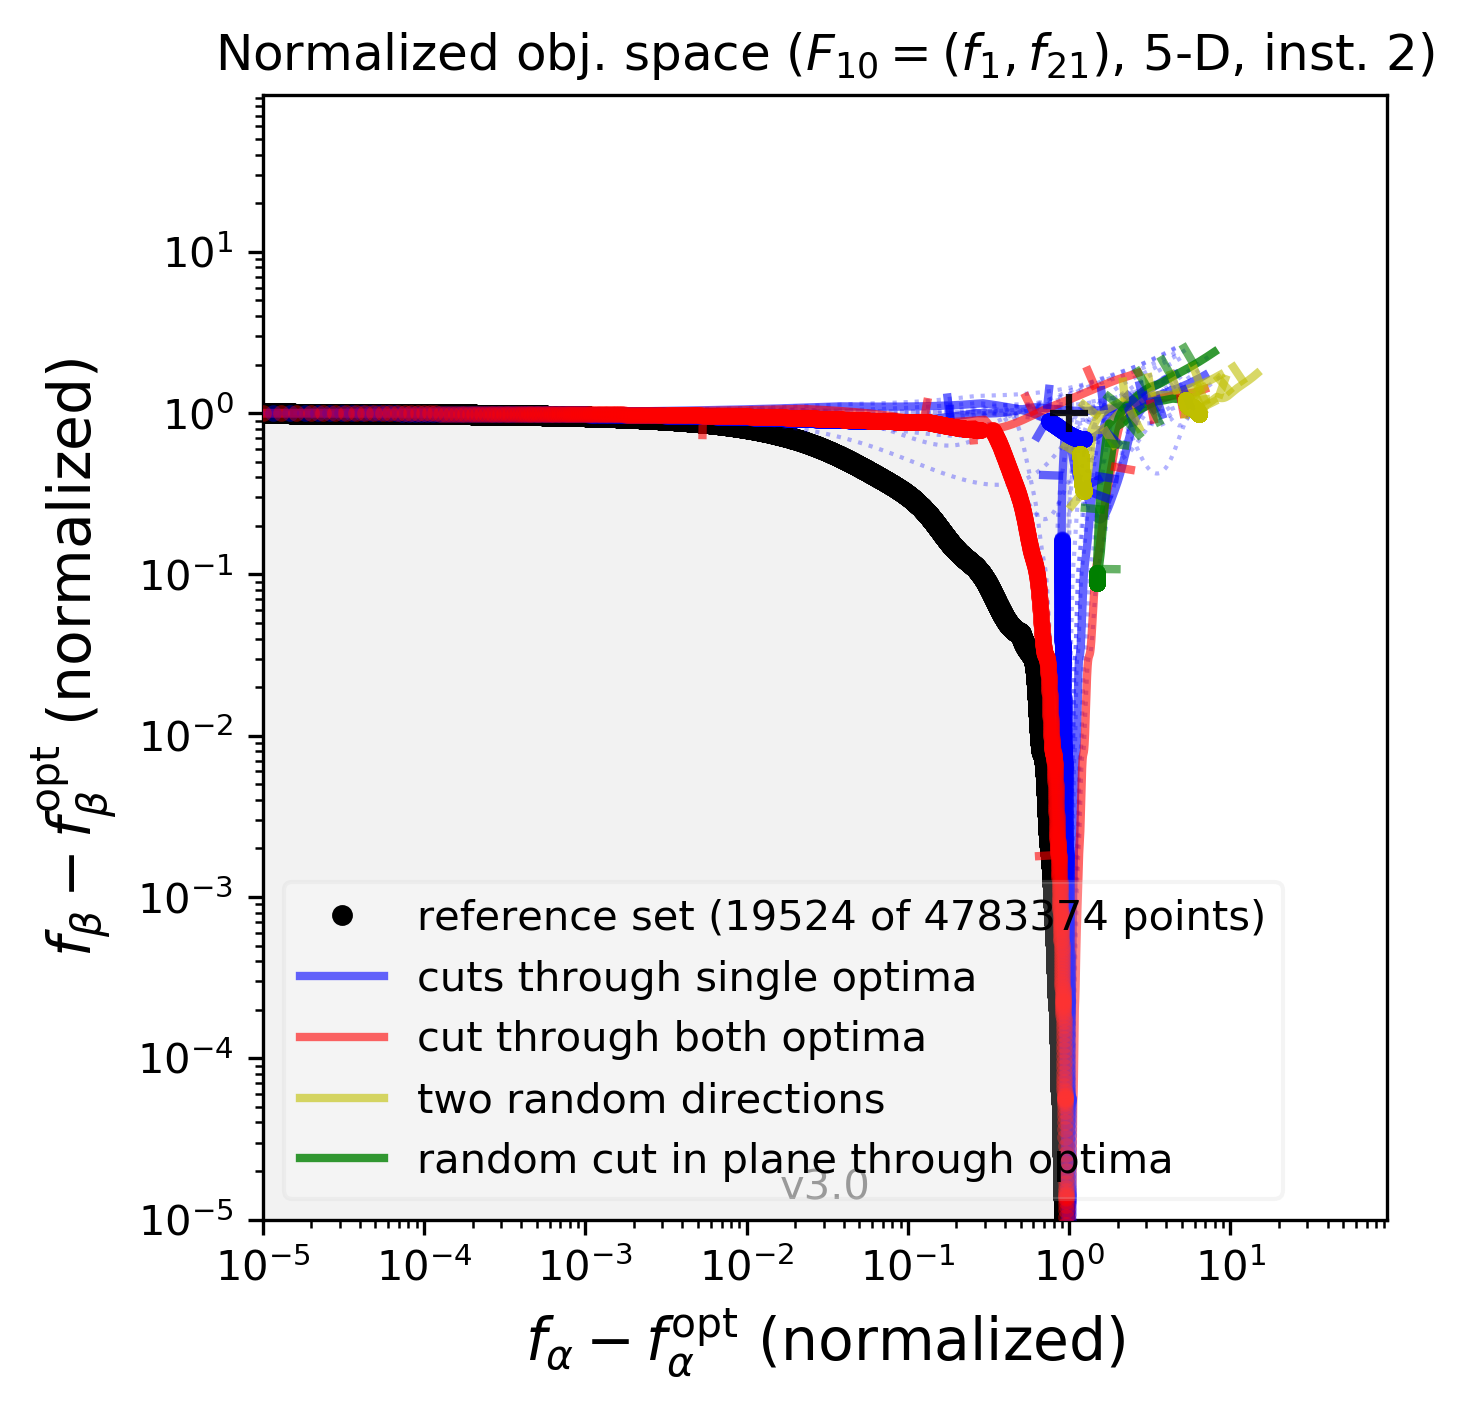 Normalized obj. space (F₁₀ = (f₁, f₂₁), 5-D, inst. 2)
f_β − f_β^opt (normalized)
10¹
10⁰
10⁻¹
10⁻²
10⁻³
10⁻⁴
10⁻⁵
reference set (19524 of 4783374 points)
cuts through single optima
cut through both optima
two random directions
random cut in plane through optima
v3.0
10⁻⁵ 10⁻⁴ 10⁻³ 10⁻² 10⁻¹ 10⁰ 10¹
f_α − f_α^opt (normalized)